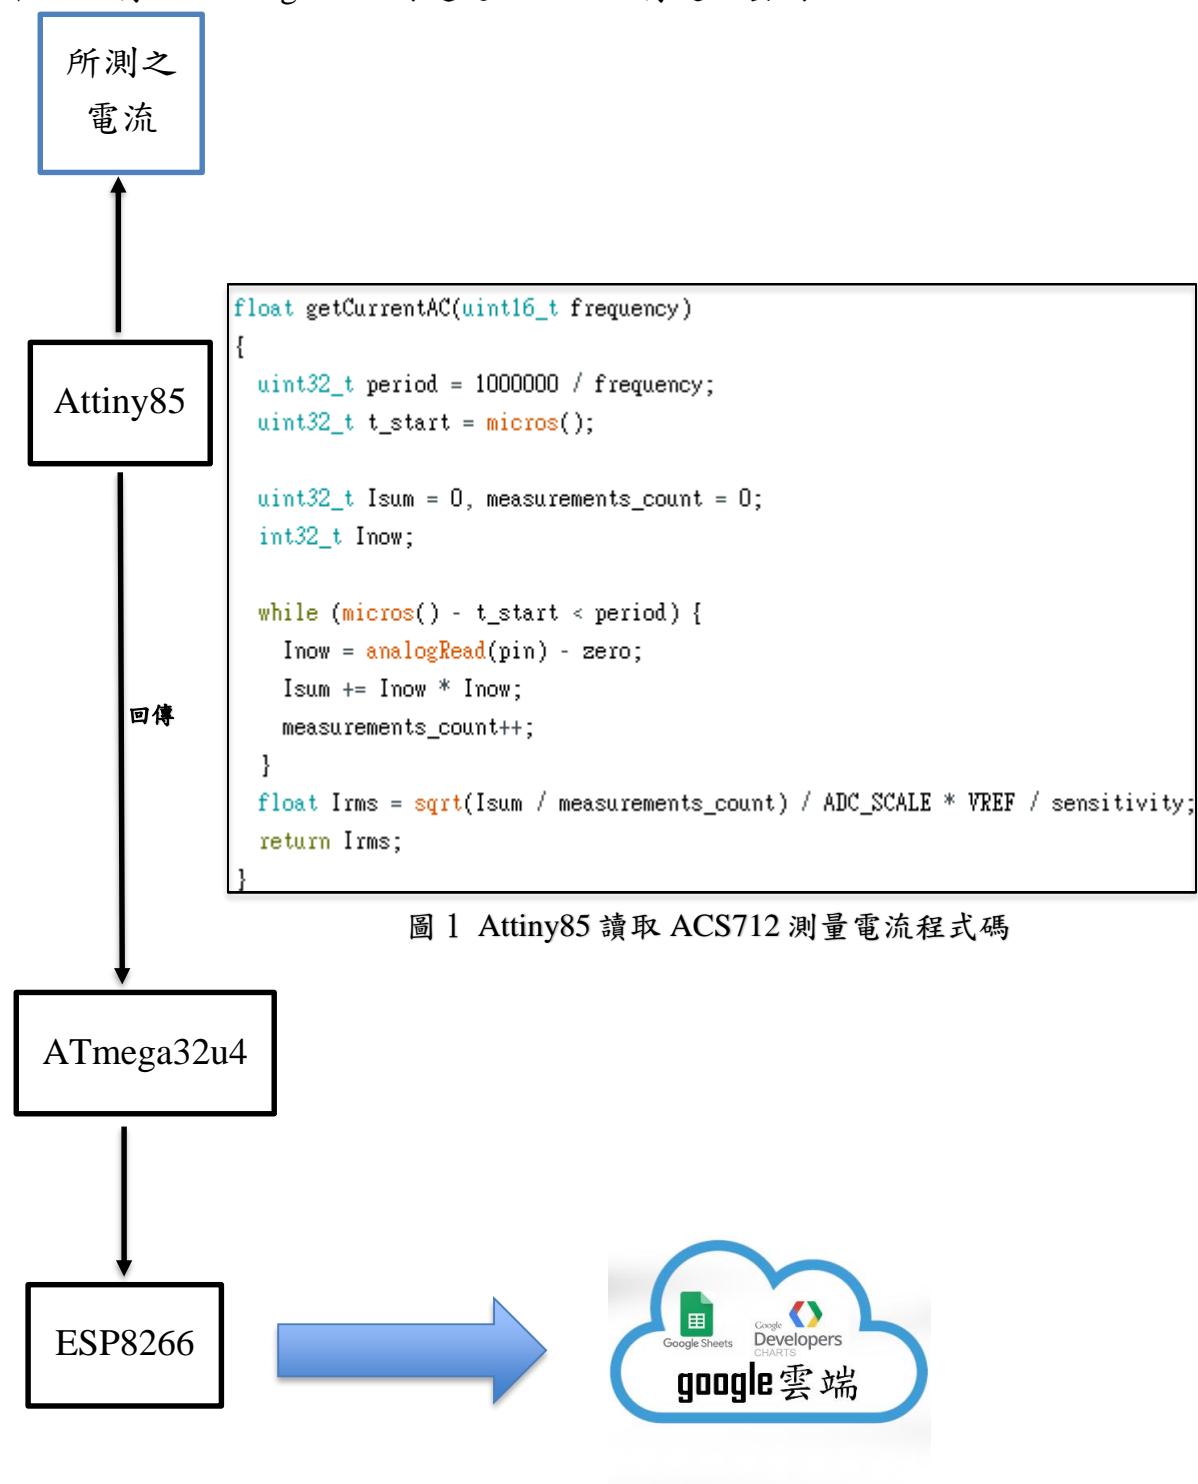 所測之
電流
Attiny85
float getCurrentAC(uint16_t frequency)
{
uint32_t period = 1000000 / frequency;
uint32_t t_start = micros();
uint32_t Isum = 0, measurements_count = 0;
int32_t Inow;
while (micros() - t_start < period) {
Inow = analogRead(pin) - zero;
Isum += Inow * Inow;
measurements_count++;
}
float Irms = sqrt(Isum / measurements_count) / ADC_SCALE * VREF / sensitivity;
return Irms;
}
回傳
圖 1 Attiny85 讀取 ACS712 測量電流程式碼
ATmega32u4
ESP8266
Google Sheets
Google
Developers
CHARTS
google雲端